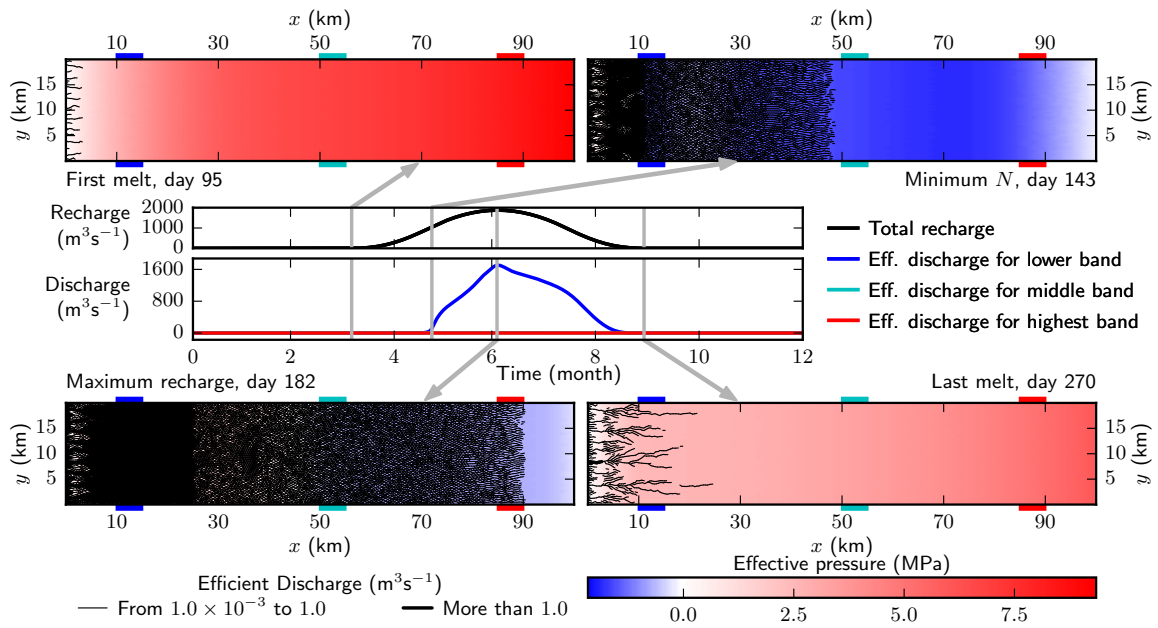 x (km)
x (km)
10 30 50 70 90
10 30 50 70 90
y (km)
15
10
5
15
10
5
y (km)
First melt, day 95
Minimum N, day 143
Recharge
(m³s⁻¹)
2000
1000
0
Discharge
(m³s⁻¹)
1600
800
0
0 2 4 6 8 10 12
Time (month)
Total recharge
Eff. discharge for lower band
Eff. discharge for middle band
Eff. discharge for highest band
Maximum recharge, day 182
Last melt, day 270
y (km)
15
10
5
15
10
5
y (km)
10 30 50 70 90
10 30 50 70 90
x (km)
x (km)
Efficient Discharge (m³s⁻¹)
From 1.0 × 10⁻³ to 1.0
More than 1.0
Effective pressure (MPa)
0.0 2.5 5.0 7.5